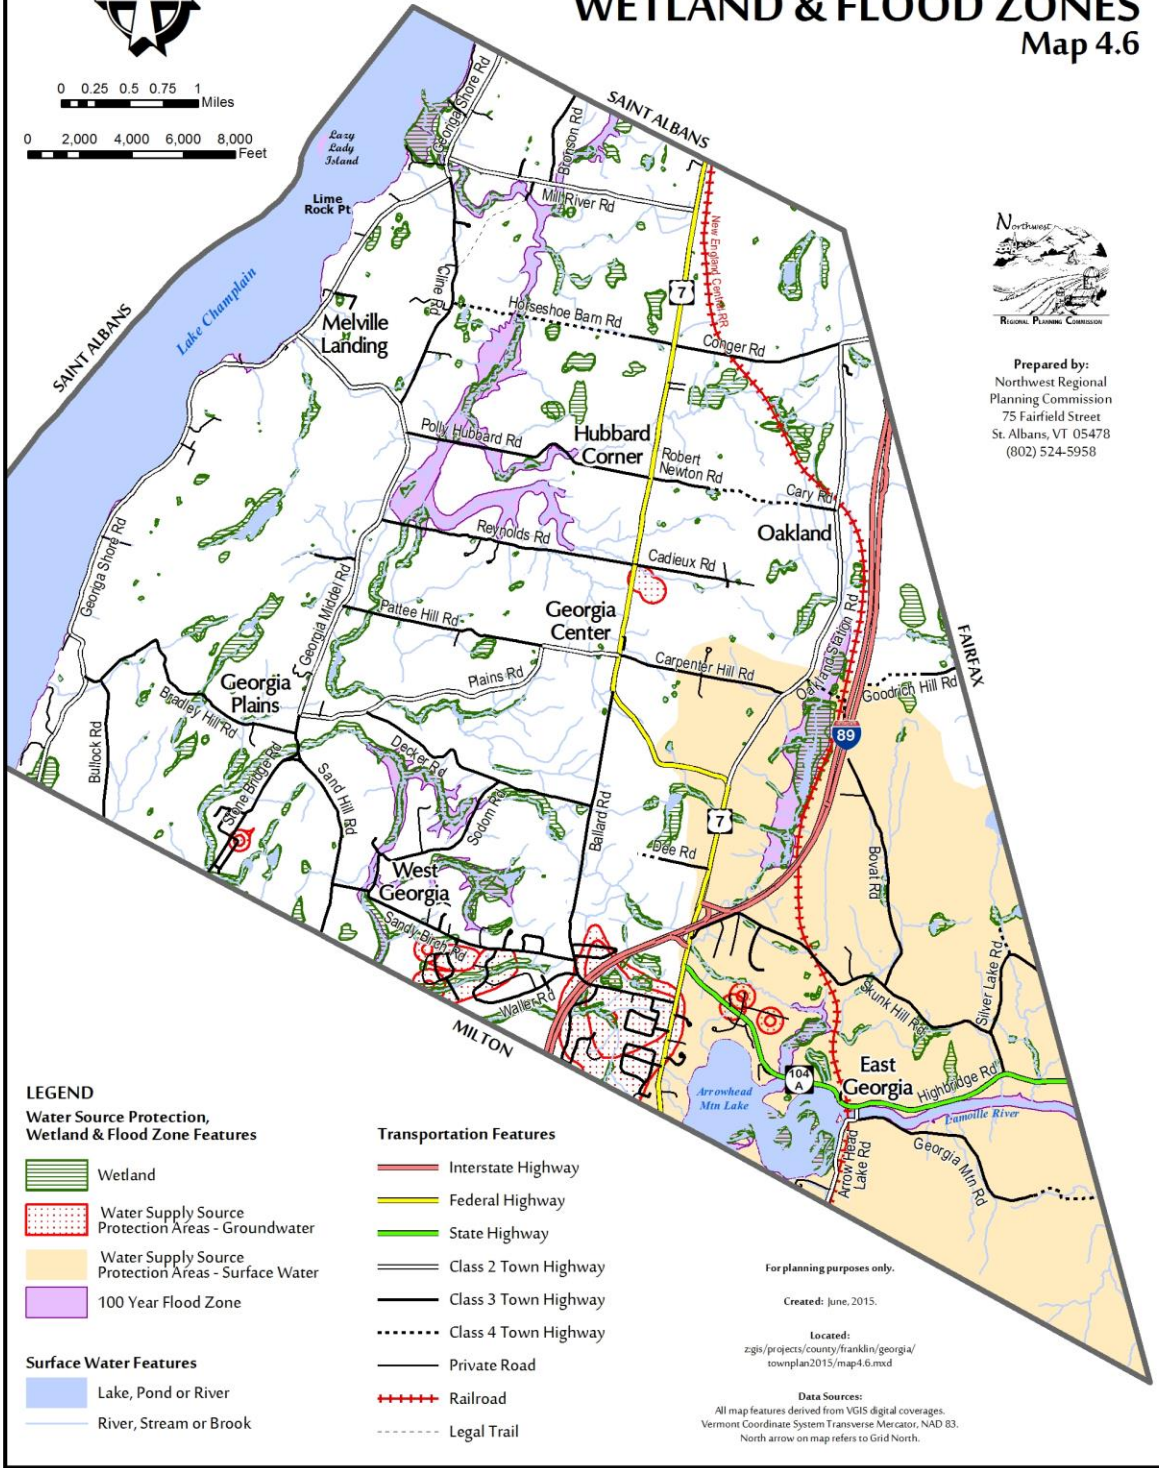 WETLAND & FLOOD ZONES
Map 4.6
0 0.25 0.5 0.75 1
Miles
0 2,000 4,000 6,000 8,000
Feet
SAINT ALBANS
Georiga Shore Rd
Bronson Rd
Lazy
Lady
Island
Lime
Rock Pt.
Mill River Rd
New England Central RR
Northwest
REGIONAL PLANNING COMMISSION
Prepared by:
Northwest Regional
Planning Commission
75 Fairfield Street
St. Albans, VT 05478
(802) 524-5958
Lake Champlain
SAINT ALBANS
Cline Rd
7
Horseshoe Barn Rd
Melville
Landing
Conger Rd
Polly Hubbard Rd
Hubbard
Corner
Robert
Newton Rd
Cary Rd
Oakland
Georiga Shore Rd
Reynolds Rd
Cadieux Rd
Georgia Middel Rd
Pattee Hill Rd
Georgia
Center
Carpenter Hill Rd
Oakland Station Rd
FAIRFAX
Goodrich Hill Rd
Plains Rd
Georgia
Plains
Bradley Hill Rd
Bullock Rd
Stone Bridge Rd
Sand Hill Rd
Decker Rd
Sodom Rd
Ballard Rd
89
7
Dee Rd
Bovat Rd
West
Georgia
Sandy Birch Rd
Waller Rd
MILTON
Skunk Hill Rd
Silver Lake Rd
East
Georgia
104
A
Highbridge Rd
Arrowhead
Mtn Lake
Lamoille River
Arrow Head
Lake Rd
Georgia Mtn Rd
LEGEND
Water Source Protection,
Wetland & Flood Zone Features
Wetland
Water Supply Source
Protection Areas - Groundwater
Water Supply Source
Protection Areas - Surface Water
100 Year Flood Zone
Surface Water Features
Lake, Pond or River
River, Stream or Brook
Transportation Features
Interstate Highway
Federal Highway
State Highway
Class 2 Town Highway
Class 3 Town Highway
Class 4 Town Highway
Private Road
Railroad
Legal Trail
For planning purposes only.
Created: June, 2015.
Located:
z:gis/projects/county/franklin/georgia/
townplan2015/map4.6.mxd
Data Sources:
All map features derived from VGIS digital coverages.
Vermont Coordinate System Transverse Mercator, NAD 83.
North arrow on map refers to Grid North.